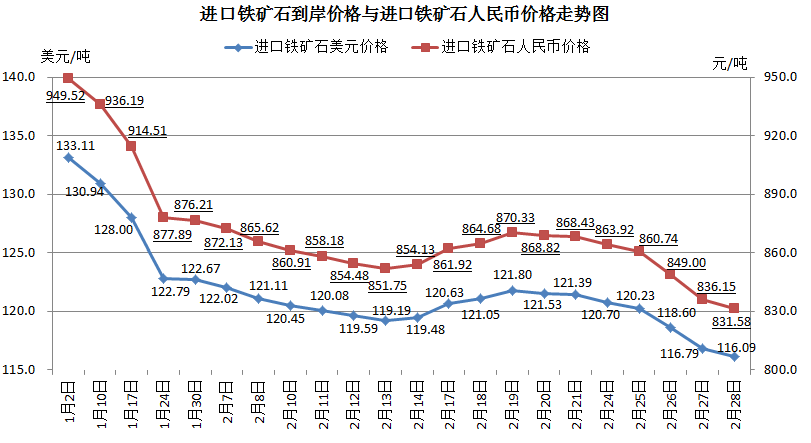 进口铁矿石到岸价格与进口铁矿石人民币价格走势图
美元/吨
进口铁矿石美元价格
进口铁矿石人民币价格
元/吨
140.0
135.0
130.0
125.0
120.0
115.0
950.0
920.0
890.0
860.0
830.0
800.0
949.52
936.19
914.51
877.89
876.21
872.13
865.62
860.91
858.18
854.48
851.75
854.13
861.92
864.68
870.33
868.82
868.43
863.92
860.74
849.00
836.15
831.58
133.11
130.94
128.00
122.79
122.67
122.02
121.11
120.45
120.08
119.59
119.19
119.48
120.63
121.05
121.80
121.53
121.39
120.70
120.23
118.60
116.79
116.09
1月2日
1月10日
1月17日
1月24日
1月30日
2月7日
2月8日
2月10日
2月11日
2月12日
2月13日
2月14日
2月17日
2月18日
2月19日
2月20日
2月21日
2月24日
2月25日
2月26日
2月27日
2月28日